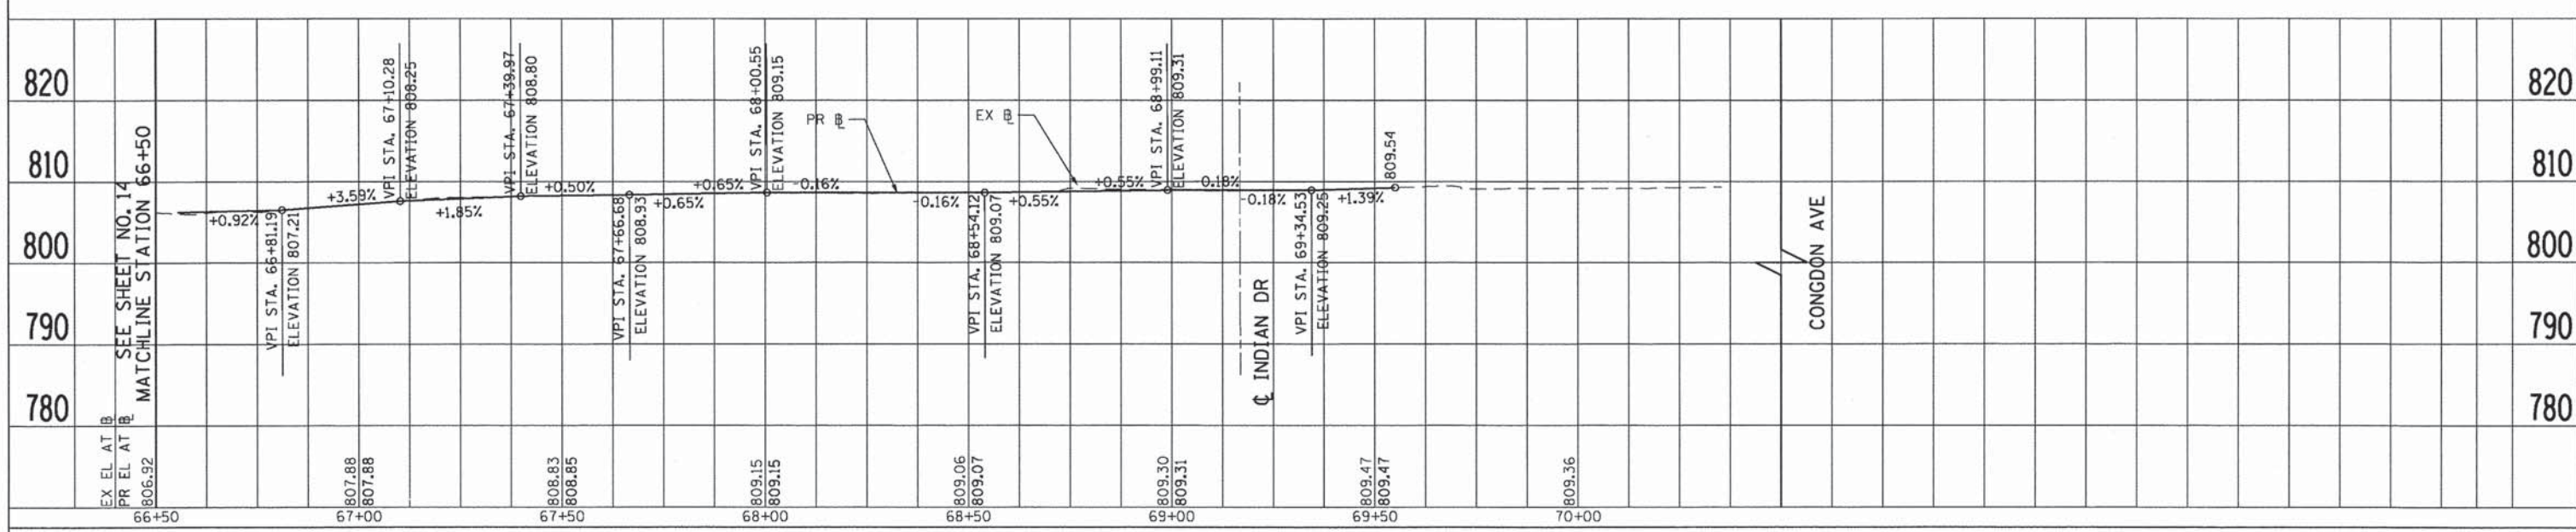 820
810
800
790
780
SEE SHEET NO. 14
MATCHLINE STATION 66+50
EX EL AT ℄
PR EL AT ℄
+0.92%
VPI STA. 66+81.19
ELEVATION 807.21
+3.59%
VPI STA. 67+10.28
ELEVATION 808.25
+1.85%
VPI STA. 67+39.97
ELEVATION 808.80
+0.50%
VPI STA. 67+66.68
ELEVATION 808.93
+0.65%
+0.65%
VPI STA. 68+00.55
ELEVATION 809.15
-0.16%
PR ℄
-0.16%
VPI STA. 68+54.12
ELEVATION 809.07
+0.55%
EX ℄
+0.55%
VPI STA. 68+99.11
ELEVATION 809.31
-0.18%
℄ INDIAN DR
-0.18%
VPI STA. 69+34.53
ELEVATION 809.25
+1.39%
809.54
CONGDON AVE
820
810
800
790
780
806.92
807.88
807.88
808.83
808.85
809.15
809.15
809.06
809.07
809.30
809.31
809.47
809.47
809.36
66+50
67+00
67+50
68+00
68+50
69+00
69+50
70+00